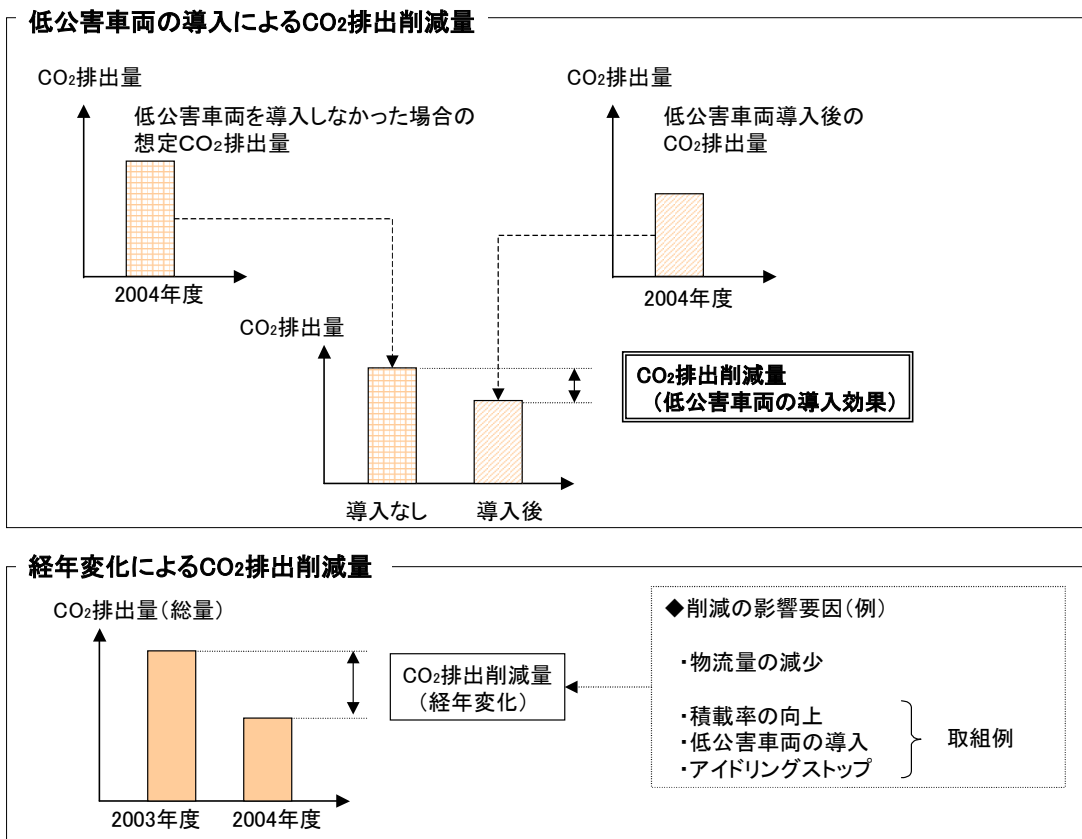 低公害車両の導入によるCO₂排出削減量
CO₂排出量
低公害車両を導入しなかった場合の
想定CO₂排出量
2004年度
CO₂排出量
低公害車両導入後の
CO₂排出量
2004年度
CO₂排出量
導入なし
導入後
CO₂排出削減量
（低公害車両の導入効果）
経年変化によるCO₂排出削減量
CO₂排出量（総量）
2003年度
2004年度
CO₂排出削減量
（経年変化）
◆削減の影響要因（例）
・物流量の減少
・積載率の向上
・低公害車両の導入
・アイドリングストップ
取組例